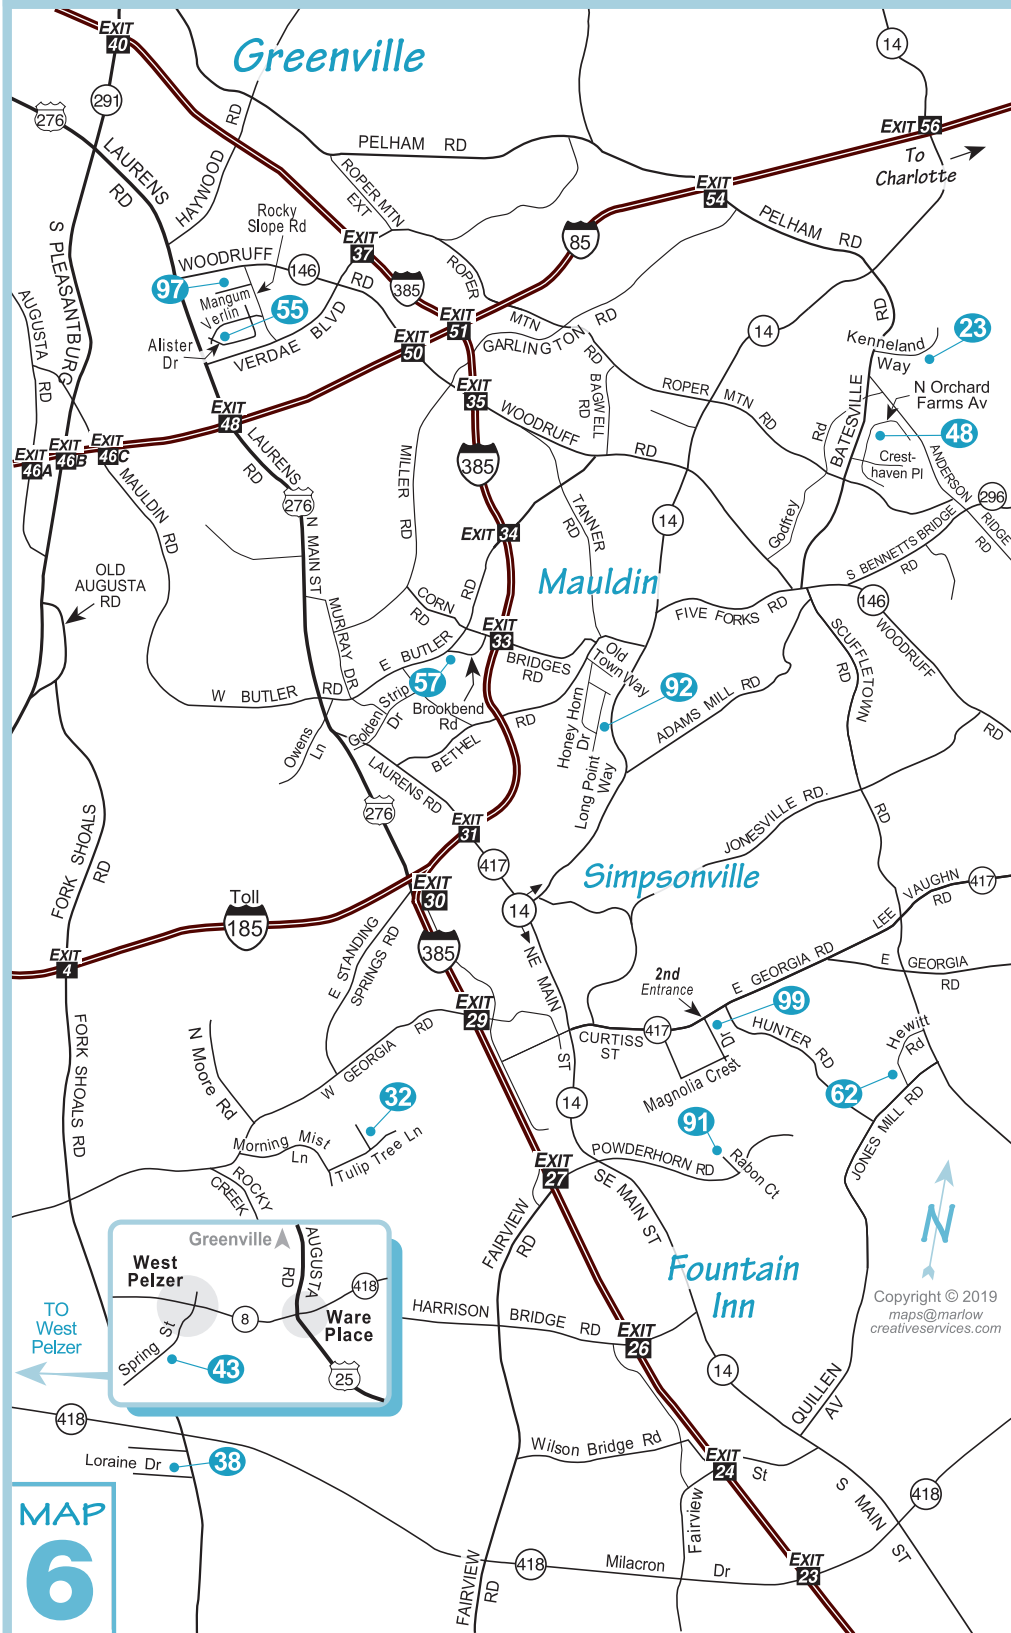 EXIT
40
Greenville
14
291
276
LAURENS
RD
HAYWOOD
RD
PELHAM RD
EXIT
56
To
Charlotte
ROPER MTN
EXT
EXIT
54
PELHAM RD
Rocky
Slope Rd
S PLEASANTBURG
EXIT
37
85
WOODRUFF
146
RD
385
ROPER
97
Mangum
Verlin
55
Alister
Dr
VERDAE BLVD
AUGUSTA
RD
EXIT
51
EXIT
50
MTN
RD
GARLINGTON RD
14
RD
Kenneland
Way
23
BATESVILLE
N Orchard
Farms Av
48
Crest-
haven Pl
EXIT
35
BAGWELL
RD
ROPER MTN RD
EXIT
48
WOODRUFF
RD
EXIT
46A
EXIT
46B
EXIT
46C
LAURENS
RD
MAULDIN RD
MILLER RD
385
Rd
Godfrey
ANDERSON
RIDGE
RD
296
276
N MAIN ST
TANNER
RD
14
EXIT
34
S BENNETTS BRIDGE
RD
OLD
AUGUSTA
RD
Mauldin
CORN
RD
RD
MURRAY DR
EXIT
33
BRIDGES
RD
FIVE FORKS RD
146
WOODRUFF
RD
SCUFFLETOWN
RD
E BUTLER
57
W BUTLER RD
Golden Strip
Dr
Brookbend
Rd
Old
Town Way
92
ADAMS MILL RD
Honey Horn
Dr
Long Point
Way
Owens
Ln
BETHEL
RD
LAURENS RD
276
EXIT
31
JONESVILLE RD.
RD
FORK SHOALS
RD
417
Simpsonville
Toll
185
EXIT
30
14
LEE VAUGHN
RD
417
EXIT
4
E STANDING
SPRINGS RD
385
NE MAIN
ST
2nd
Entrance
E GEORGIA RD
E GEORGIA
RD
99
EXIT
29
CURTISS
ST
417
Dr
HUNTER RD
Hewitt
Rd
Magnolia Crest
62
FORK SHOALS RD
N Moore Rd
W GEORGIA RD
32
14
91
JONES MILL RD
Morning Mist
Ln
Tulip Tree Ln
POWDERHORN RD
Rabon Ct
ROCKY
CREEK
EXIT
27
SE MAIN ST
FAIRVIEW
RD
N
Greenville
AUGUSTA
RD
West
Pelzer
418
Fountain
Inn
8
Ware
Place
Spring St
43
25
TO
West
Pelzer
HARRISON BRIDGE RD
EXIT
26
Copyright © 2019
maps@marlow
creativeservices.com
14
QUILLEN
AV
418
Loraine Dr
38
Wilson Bridge Rd
EXIT
24
St
Fairview
S MAIN ST
418
MAP
6
FAIRVIEW
RD
418
Milacron Dr
EXIT
23